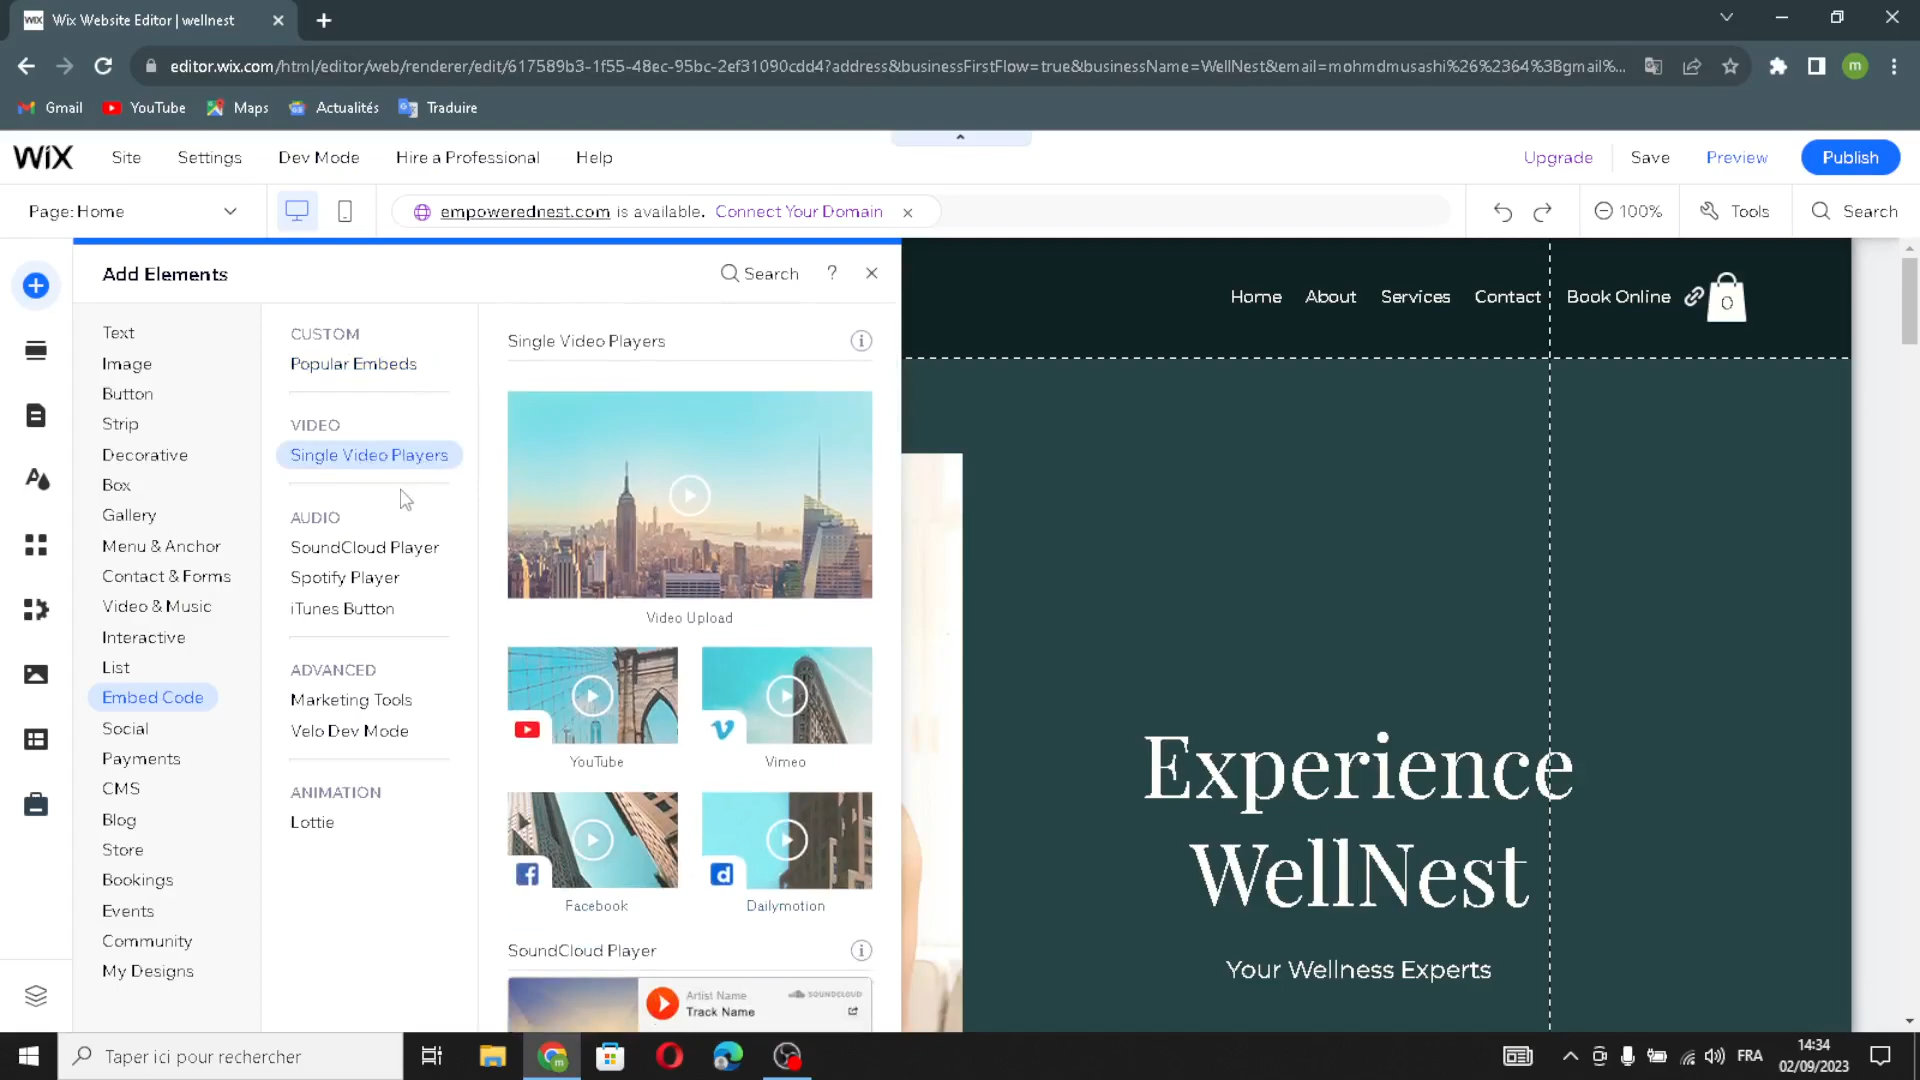 WiX Wix Website Editor | wellnest
editor.wix.com/html/editor/web/renderer/edit/617589b3-1f55-48ec-95bc-2ef31090cdd4?address&businessFirstFlow=true&businessName=WellNest&email=mohmdmusashi%26%2364%3Bgmail%...
m
Gmail YouTube Maps Actualités Traduire
WiX Site Settings Dev Mode Hire a Professional Help Upgrade Save Preview Publish
Page: Home empowerednest.com is available. Connect Your Domain 100% Tools Search
Add Elements Search ?
Text
Image
Button
Strip
Decorative
Box
Gallery
Menu & Anchor
Contact & Forms
Video & Music
Interactive
List
Embed Code
Social
Payments
CMS
Blog
Store
Bookings
Events
Community
My Designs
CUSTOM
Popular Embeds
VIDEO
Single Video Players
AUDIO
SoundCloud Player
Spotify Player
iTunes Button
ADVANCED
Marketing Tools
Velo Dev Mode
ANIMATION
Lottie
Single Video Players
Video Upload
YouTube Vimeo
Facebook Dailymotion
SoundCloud Player
Artist Name SOUNDCLOUD
Track Name
Home About Services Contact Book Online 0
Experience
WellNest
Your Wellness Experts
Taper ici pour rechercher
FRA
14:34
02/09/2023